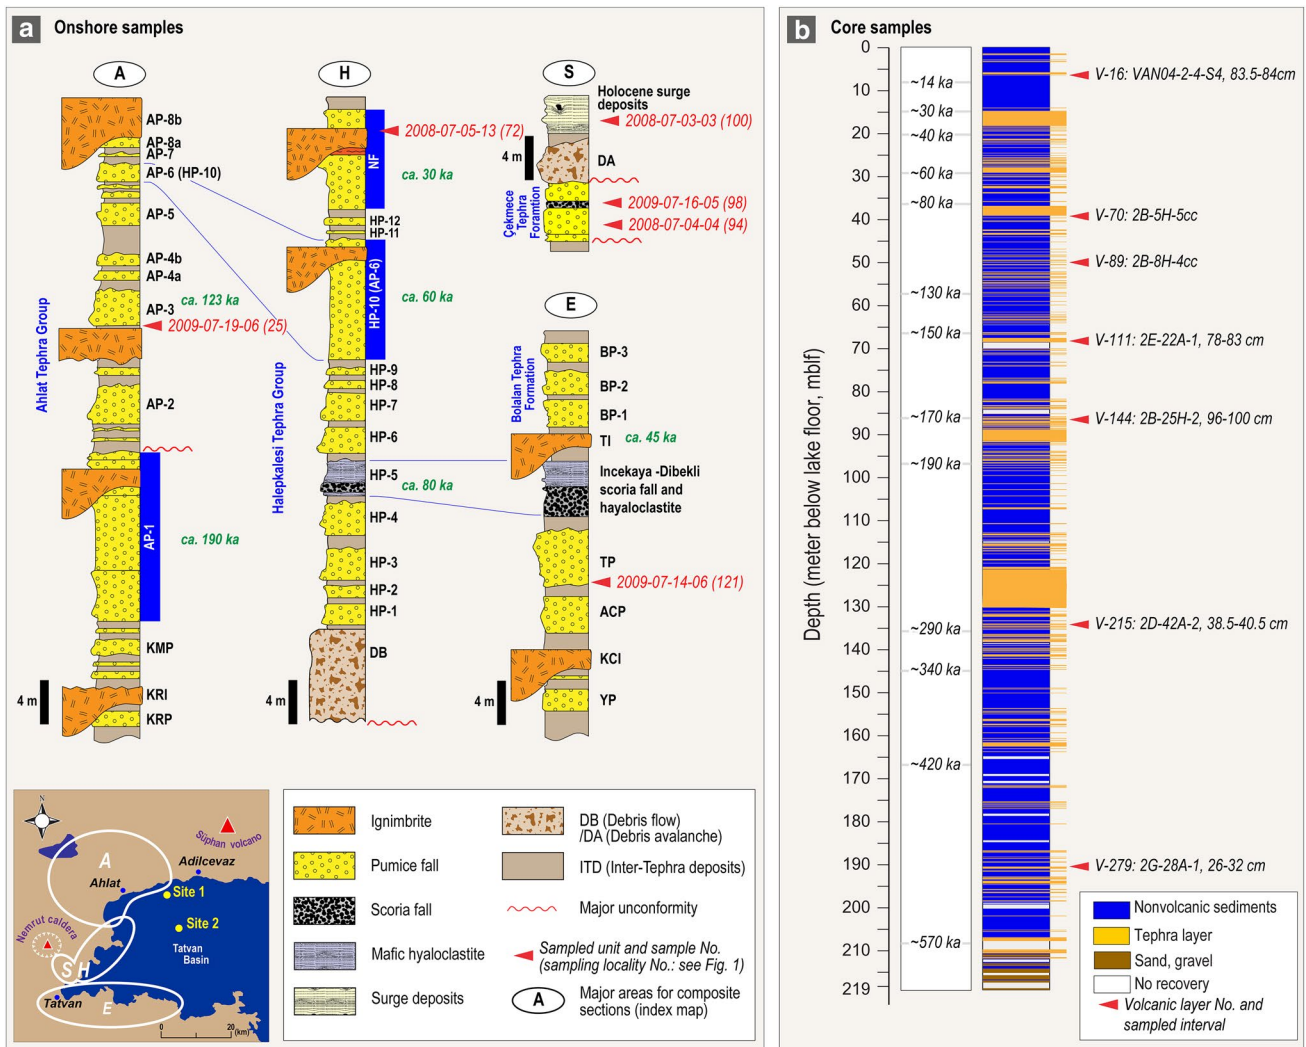 a Onshore samples
A
AP-8b
AP-8a
AP-7
AP-6 (HP-10)
AP-5
AP-4b
AP-4a
ca. 123 ka
AP-3
2009-07-19-06 (25)
Ahlat Tephra Group
AP-2
AP-1
ca. 190 ka
KMP
KRI
4 m
KRP
H
2008-07-05-13 (72)
NF
ca. 30 ka
HP-12
HP-11
HP-10 (AP-6)
ca. 60 ka
Halepkalesi Tephra Group
HP-9
HP-8
HP-7
HP-6
HP-5
ca. 80 ka
HP-4
HP-3
HP-2
HP-1
DB
4 m
S
Holocene surge
deposits
2008-07-03-03 (100)
4 m
DA
Çekmece
Tephra
Foramtion
2009-07-16-05 (98)
2008-07-04-04 (94)
E
Bolalan Tephra
Formation
BP-3
BP-2
BP-1
TI
ca. 45 ka
Incekaya -Dibekli
scoria fall and
hayaloclastite
TP
2009-07-14-06 (121)
ACP
KCI
4 m
YP
N
Süphan volcano
A
Adilcevaz
Ahlat
Site 1
Nemrut caldera
Site 2
Tatvan
Basin
S H
Tatvan
E
0 20 (km)
Ignimbrite
Pumice fall
Scoria fall
Mafic hyaloclastite
Surge deposits
DB (Debris flow)
/DA (Debris avalanche)
ITD (Inter-Tephra deposits)
Major unconformity
Sampled unit and sample No.
(sampling locality No.: see Fig. 1)
A
Major areas for composite
sections (index map)
b Core samples
Depth (meter below lake floor, mblf)
0
10
20
30
40
50
60
70
80
90
100
110
120
130
140
150
160
170
180
190
200
210
219
~14 ka
~30 ka
~40 ka
~60 ka
~80 ka
~130 ka
~150 ka
~170 ka
~190 ka
~290 ka
~340 ka
~420 ka
~570 ka
V-16: VAN04-2-4-S4, 83.5-84cm
V-70: 2B-5H-5cc
V-89: 2B-8H-4cc
V-111: 2E-22A-1, 78-83 cm
V-144: 2B-25H-2, 96-100 cm
V-215: 2D-42A-2, 38.5-40.5 cm
V-279: 2G-28A-1, 26-32 cm
Nonvolcanic sediments
Tephra layer
Sand, gravel
No recovery
Volcanic layer No. and
sampled interval